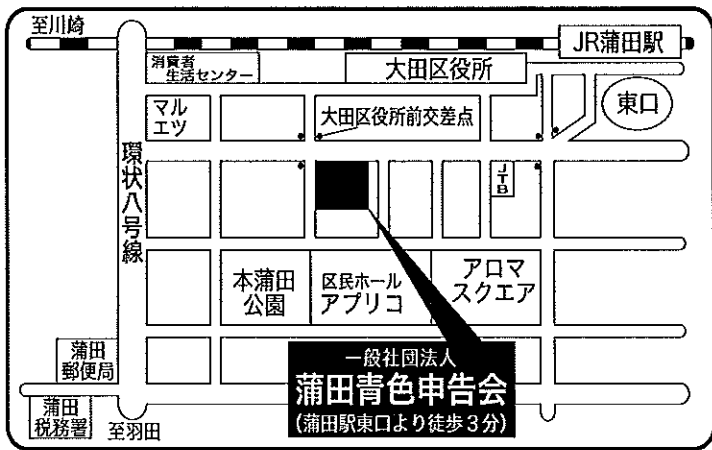 至川崎
JR蒲田駅
消費者
生活センター
大田区役所
東口
マル
エツ
大田区役所前交差点
JTB
環状八号線
本蒲田
公園
区民ホール
アプリコ
アロマ
スクエア
蒲田
郵便局
一般社団法人
蒲田青色申告会
(蒲田駅東口より徒歩3分)
蒲田
税務署
至羽田